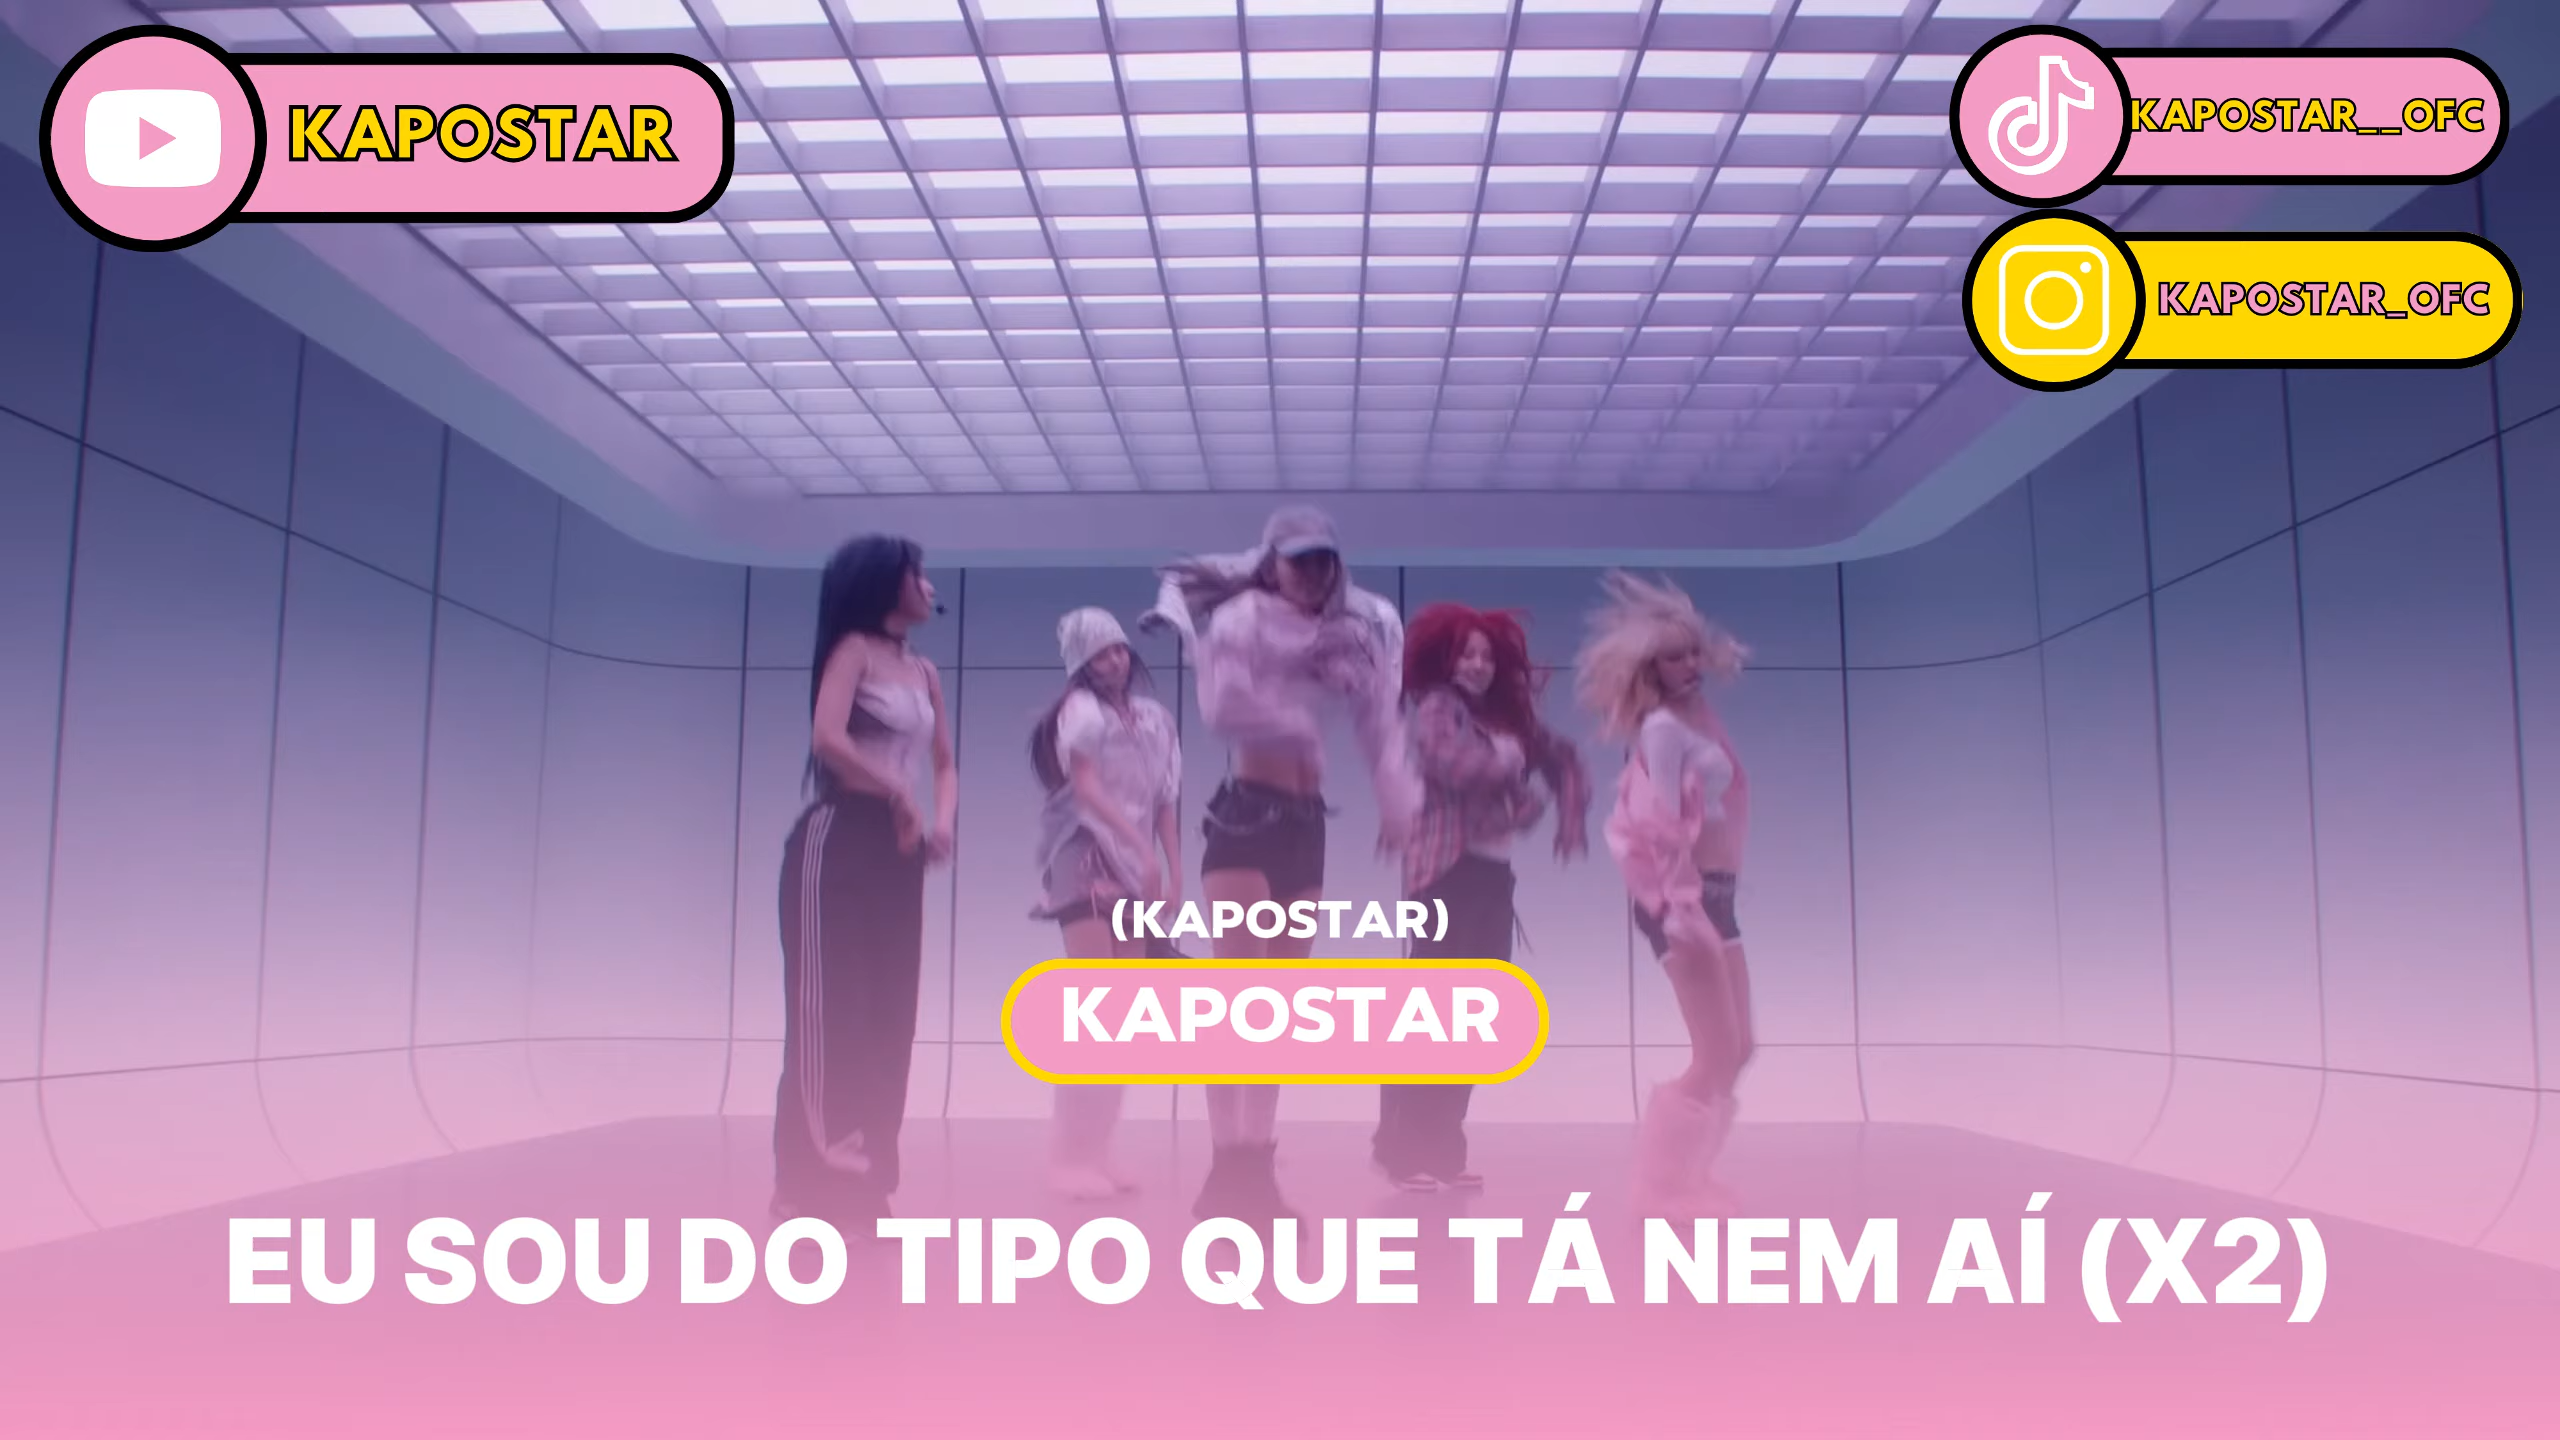 KAPOSTAR
KAPOSTAR__OFC
KAPOSTAR_OFC
(KAPOSTAR)
KAPOSTAR
EU SOU DO TIPO QUE TÁ NEM AÍ (X2)